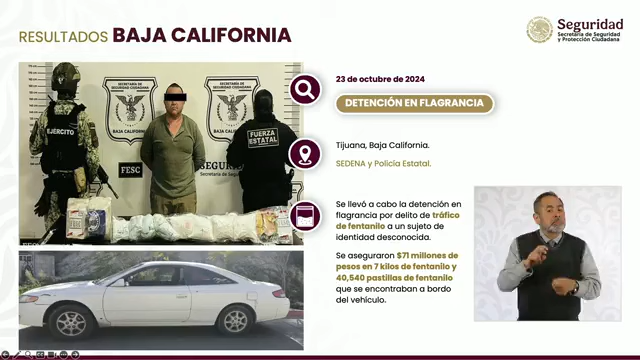 RESULTADOS BAJA CALIFORNIA
Seguridad
Secretaría de Seguridad
y Protección Ciudadana
23 de octubre de 2024
DETENCIÓN EN FLAGRANCIA
Tijuana, Baja California.
SEDENA y Policía Estatal.
Se llevó a cabo la detención en
flagrancia por delito de tráfico
de fentanilo a un sujeto de
identidad desconocida.
Se aseguraron $71 millones de
pesos en 7 kilos de fentanilo y
40,540 pastillas de fentanilo
que se encontraban a bordo
del vehículo.
EJÉRCITO
SECRETARÍA DE
SEGURIDAD CIUDADANA
BAJA CALIFORNIA
SECRETARÍA DE
SEGURIDAD CIUDADANA
BAJA CALIFORNIA
FUERZA
ESTATAL
FESC